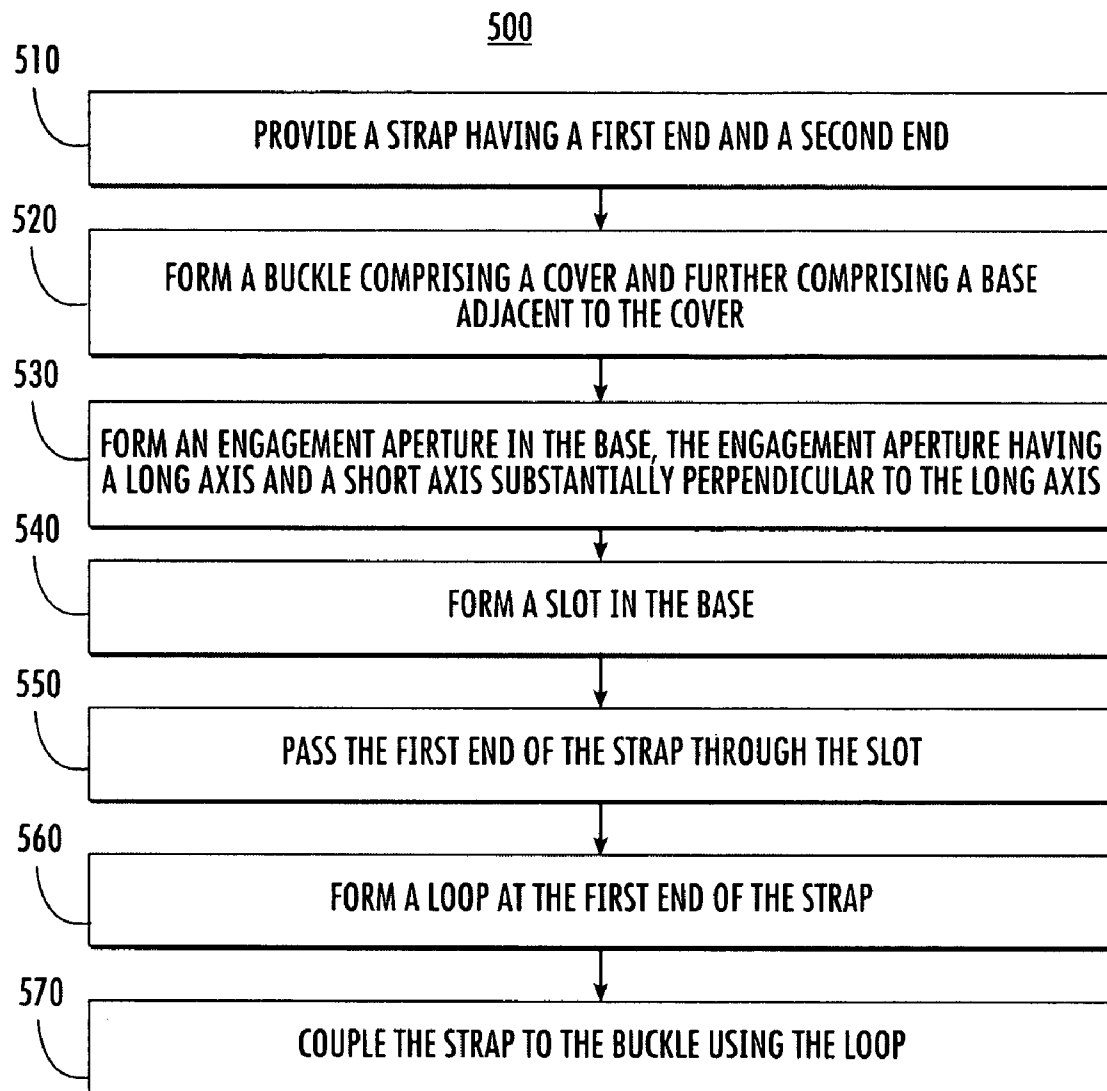 500
510
PROVIDE A STRAP HAVING A FIRST END AND A SECOND END
520
FORM A BUCKLE COMPRISING A COVER AND FURTHER COMPRISING A BASE
ADJACENT TO THE COVER
530
FORM AN ENGAGEMENT APERTURE IN THE BASE, THE ENGAGEMENT APERTURE HAVING
A LONG AXIS AND A SHORT AXIS SUBSTANTIALLY PERPENDICULAR TO THE LONG AXIS
540
FORM A SLOT IN THE BASE
550
PASS THE FIRST END OF THE STRAP THROUGH THE SLOT
560
FORM A LOOP AT THE FIRST END OF THE STRAP
570
COUPLE THE STRAP TO THE BUCKLE USING THE LOOP